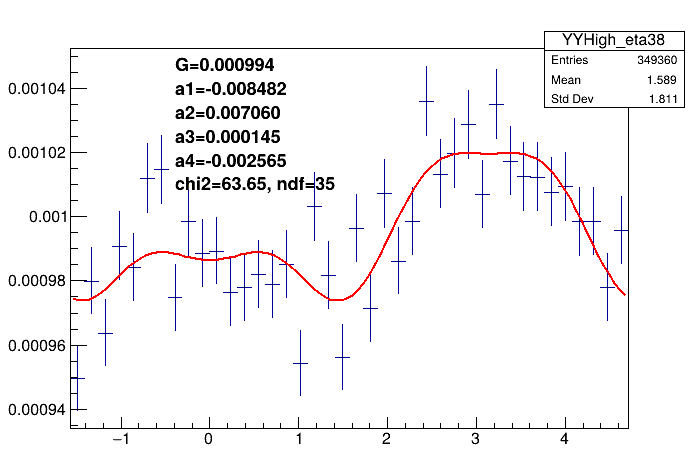 YYHigh_eta38
Entries 349360
Mean 1.589
Std Dev 1.811
G=0.000994
a1=-0.008482
a2=0.007060
a3=0.000145
a4=-0.002565
chi2=63.65, ndf=35
0.00104
0.00102
0.001
0.00098
0.00096
0.00094
−1 0 1 2 3 4